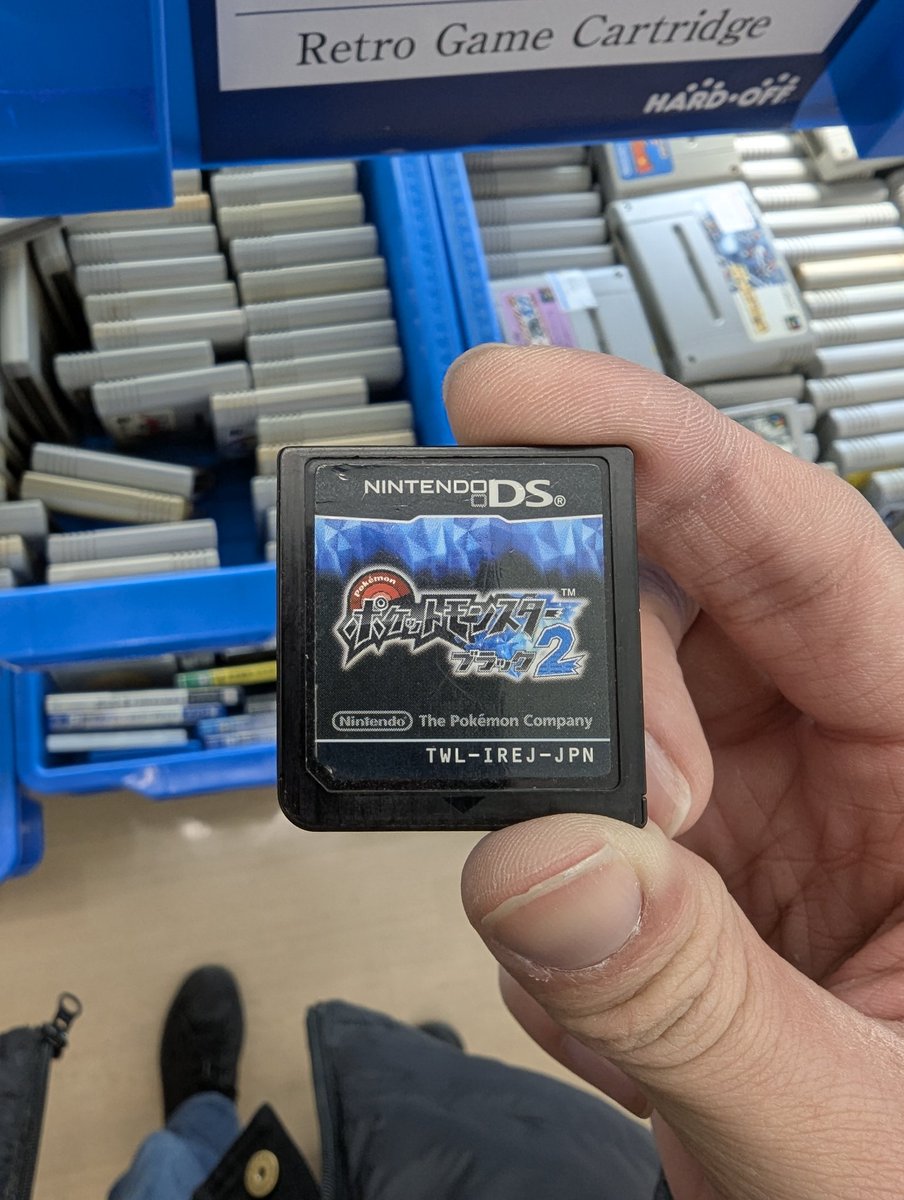 Retro Game Cartridge
HARD・OFF
NINTENDO DS®
Pokémon
ポケットモンスター™
ブラック2
Nintendo® The Pokémon Company
TWL-IREJ-JPN